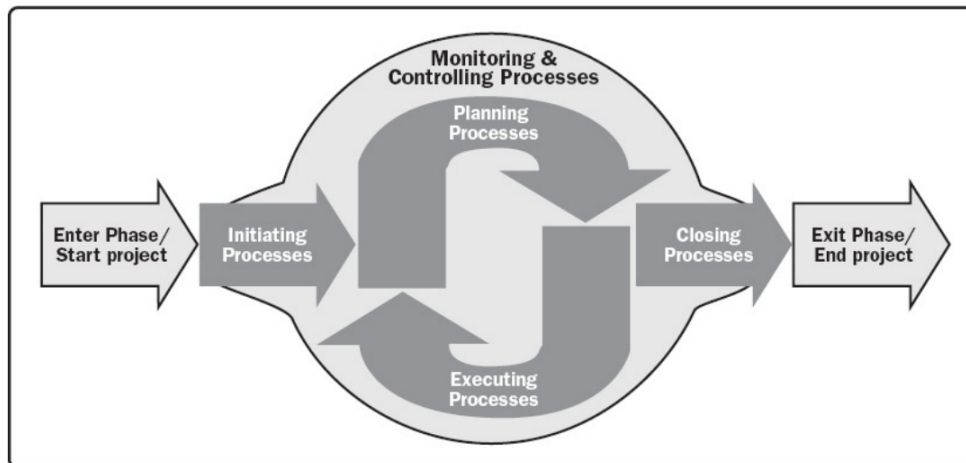 Monitoring &
Controlling Processes
Planning
Processes
Enter Phase/
Start project
Initiating
Processes
Closing
Processes
Exit Phase/
End project
Executing
Processes